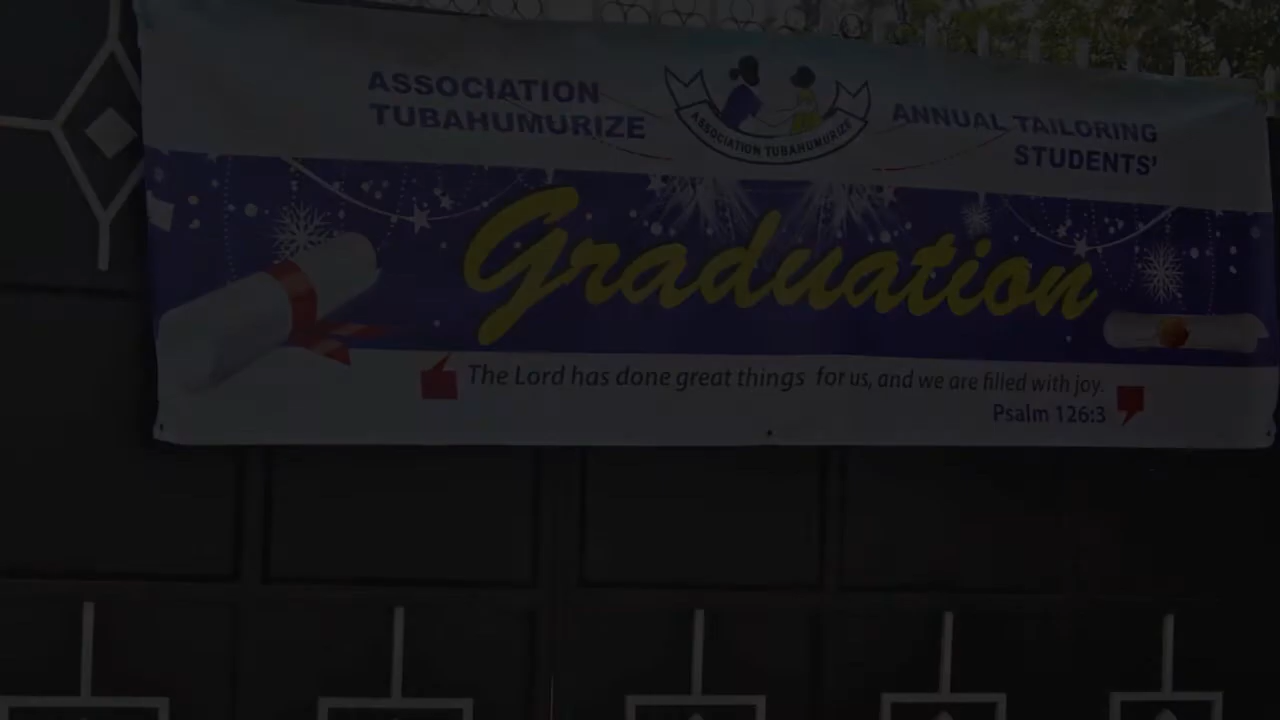 ASSOCIATION
TUBAHUMURIZE
ASSOCIATION TUBAHUMURIZE
ANNUAL TAILORING
STUDENTS'
Graduation
The Lord has done great things for us, and we are filled with joy.
Psalm 126:3